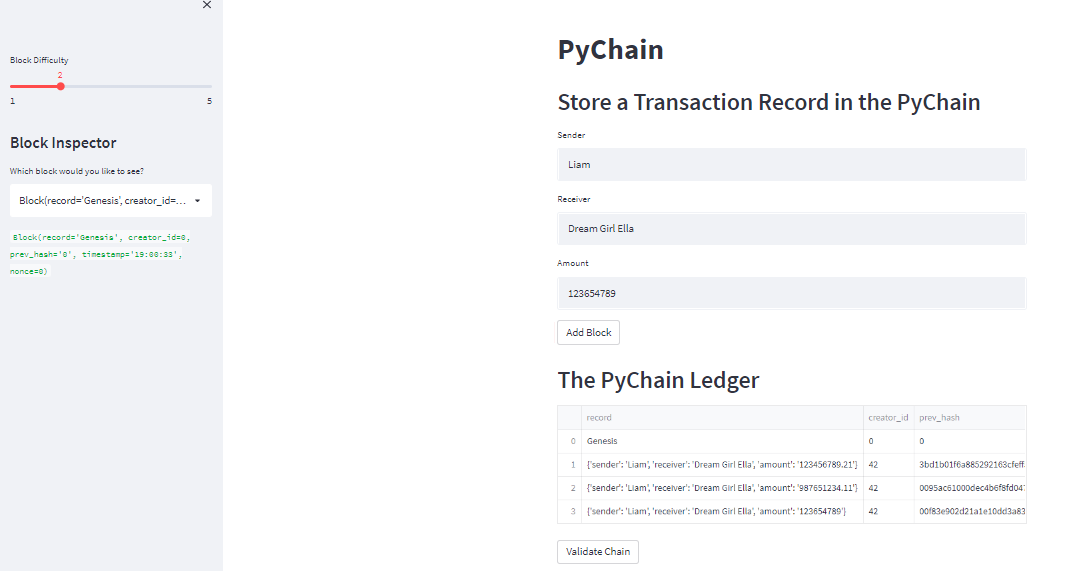 ×
Block Difficulty
2
1 5
Block Inspector
Which block would you like to see?
Block(record='Genesis', creator_id=...
Block(record='Genesis', creator_id=0,
prev_hash='0', timestamp='19:00:33',
nonce=0)
PyChain
Store a Transaction Record in the PyChain
Sender
Liam
Receiver
Dream Girl Ella
Amount
123654789
Add Block
The PyChain Ledger
record creator_id prev_hash
0 Genesis 0 0
1 {'sender': 'Liam', 'receiver': 'Dream Girl Ella', 'amount': '123456789.21'} 42 3bd1b01f6a885292163cfeff
2 {'sender': 'Liam', 'receiver': 'Dream Girl Ella', 'amount': '987651234.11'} 42 0095ac61000dec4b6f8fd047
3 {'sender': 'Liam', 'receiver': 'Dream Girl Ella', 'amount': '123654789'} 42 00f83e902d21a1e10dd3a83
Validate Chain